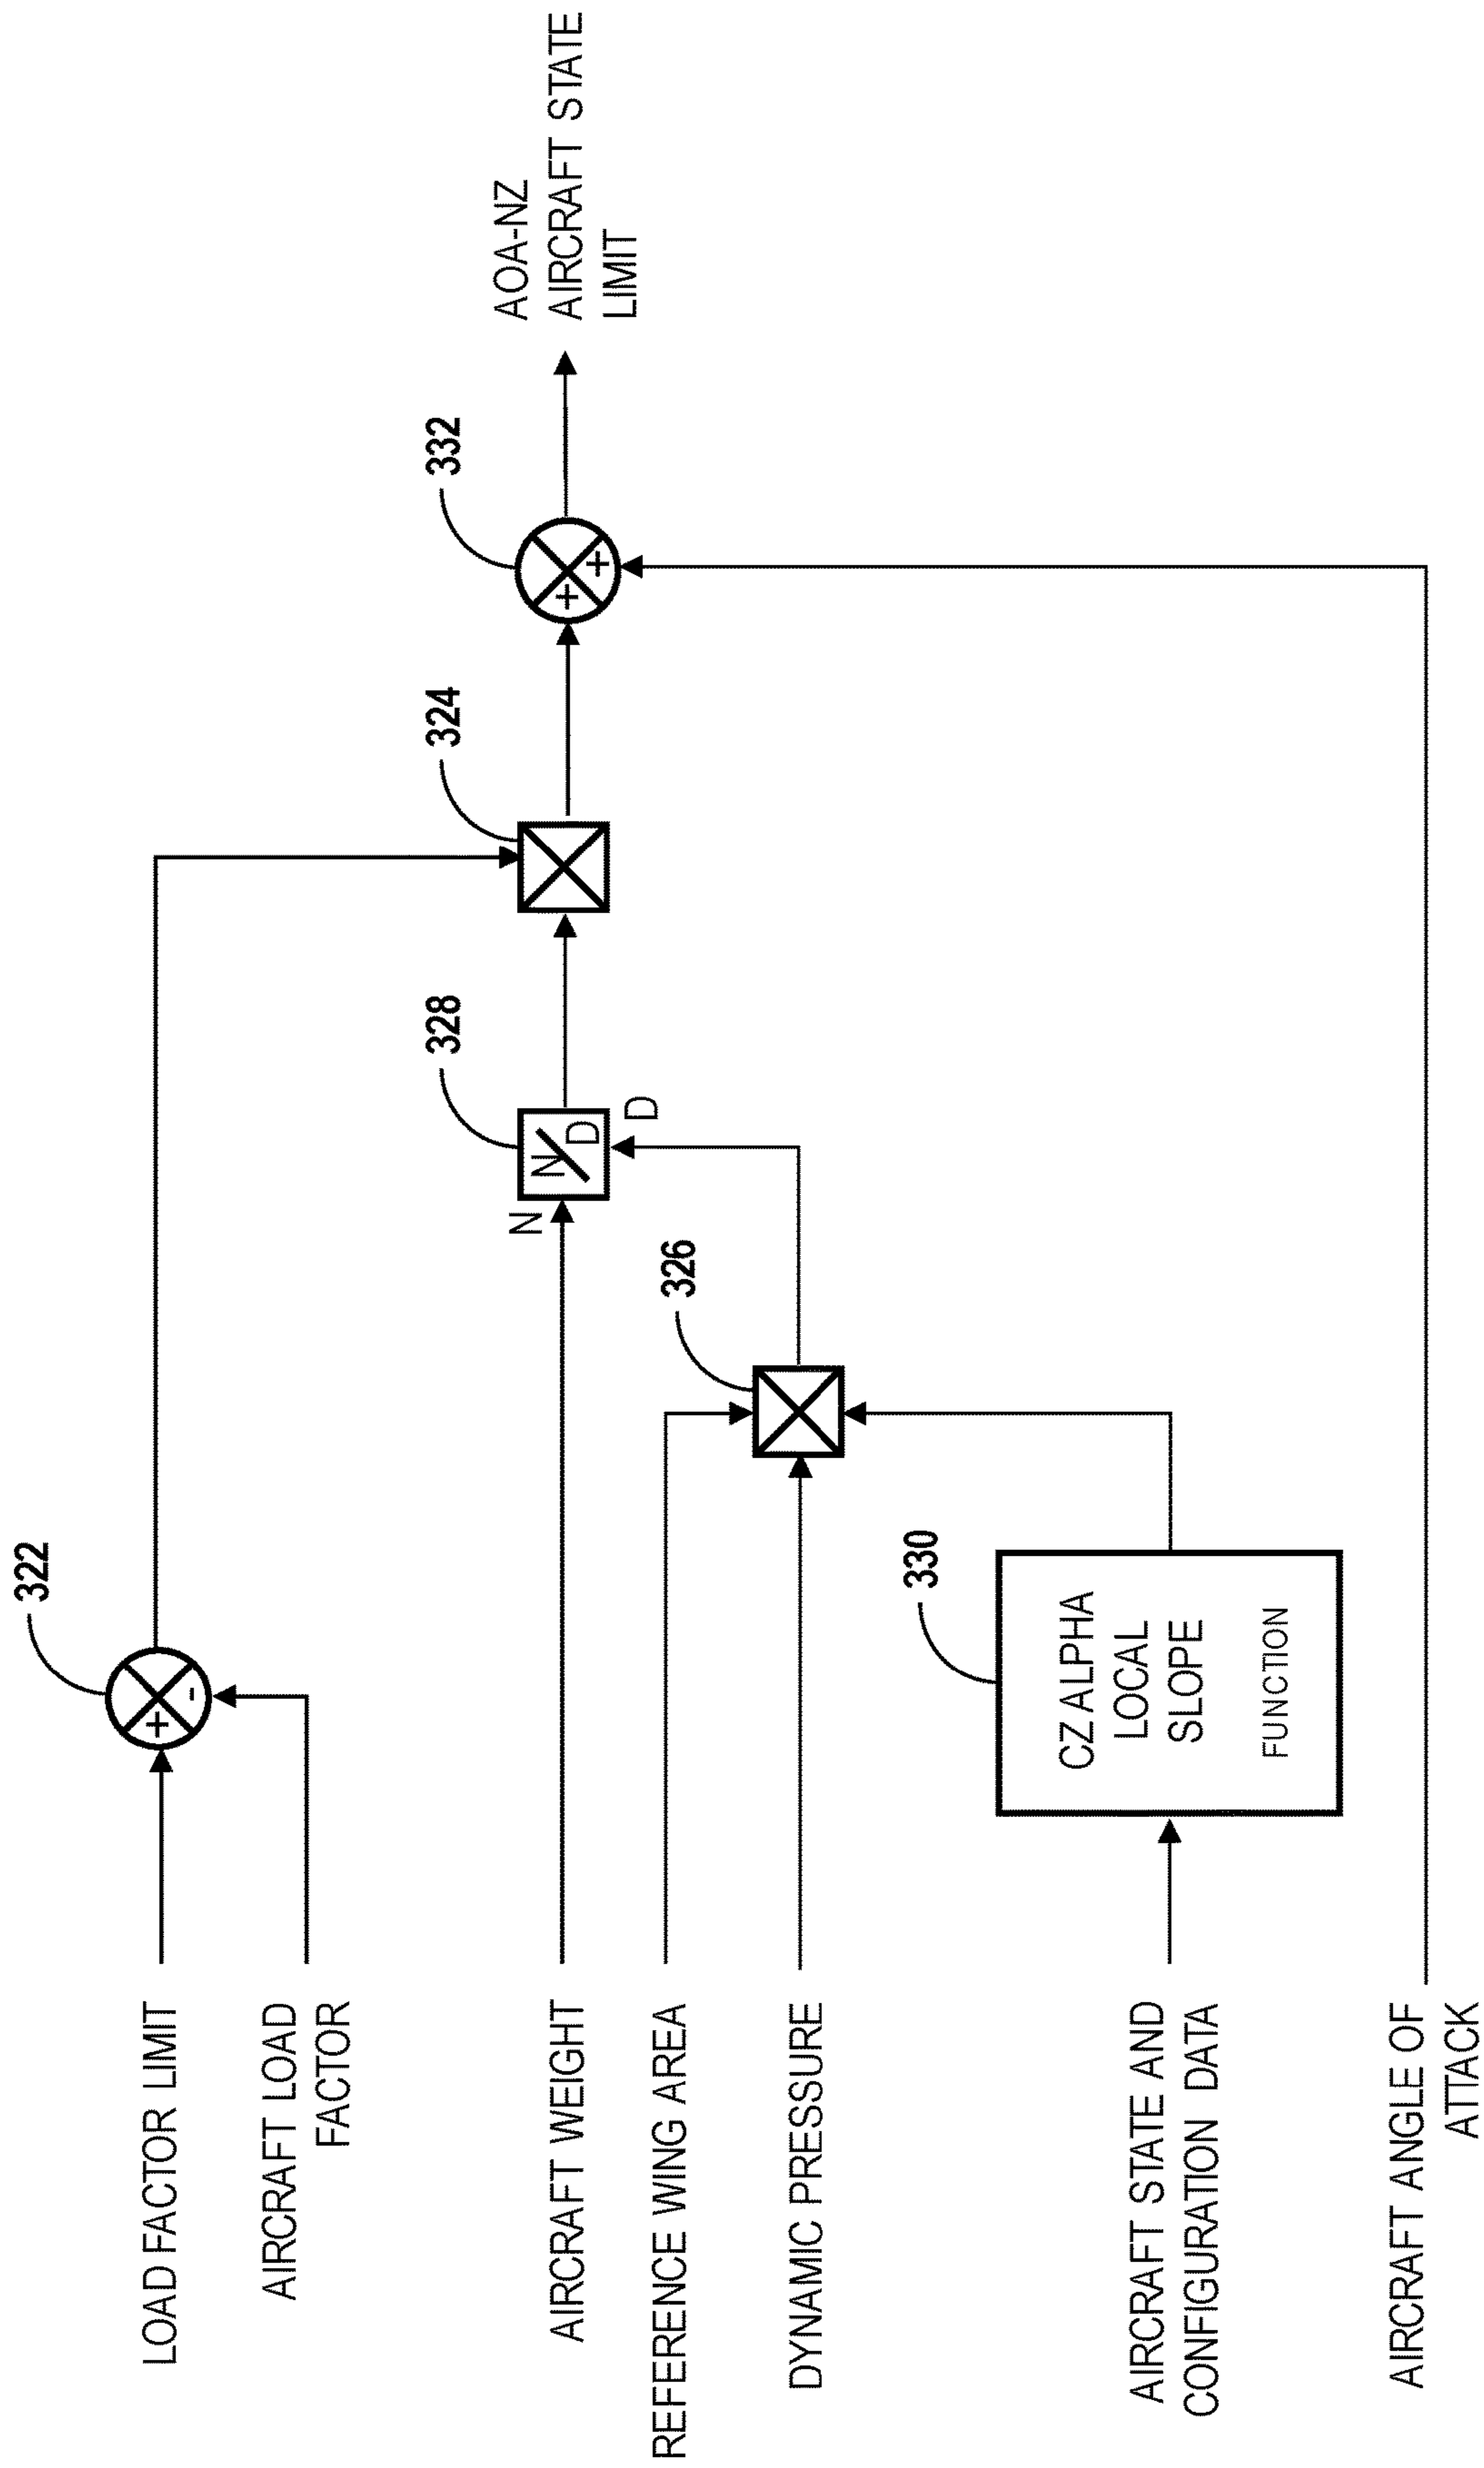 322
LOAD FACTOR LIMIT
+
-
AIRCRAFT LOAD
FACTOR
332
324
328
AOA-NZ
AIRCRAFT STATE
LIMIT
AIRCRAFT WEIGHT
N
N
D
D
+
+
326
REFERENCE WING AREA
DYNAMIC PRESSURE
330
CZ ALPHA
LOCAL
SLOPE
FUNCTION
AIRCRAFT STATE AND
CONFIGURATION DATA
AIRCRAFT ANGLE OF
ATTACK